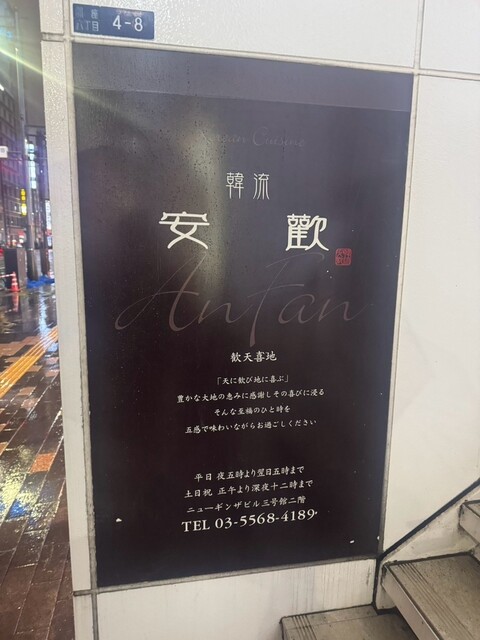 銀座
八丁目
4-8
Korean Cuisine
韓流
安 歡
AnFan
歓天喜地
「天に歓び地に喜ぶ」
豊かな大地の恵みに感謝しその喜びに浸る
そんな至福のひと時を
五感で味わいながらお過ごしください
平日 夜五時より翌日五時まで
土日祝 正午より深夜十二時まで
ニューギンザビル三号館二階
TEL 03-5568-4189